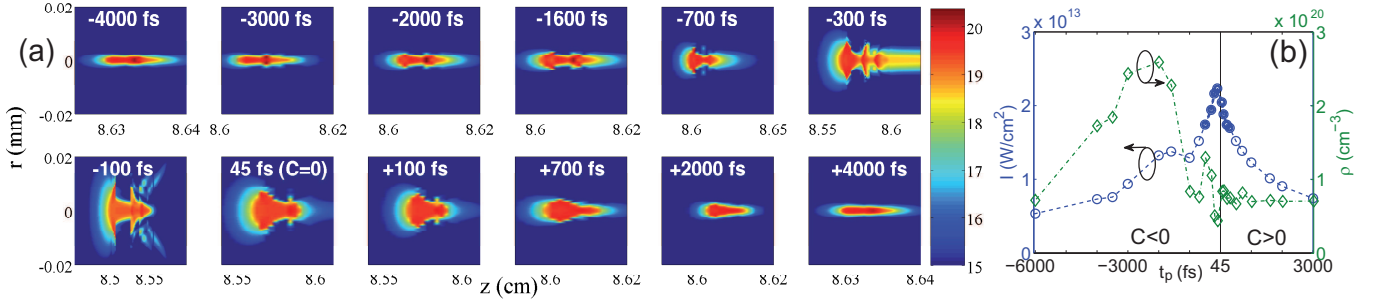 (a)
r (mm)
0.02
0
-0.02
-4000 fs
-3000 fs
-2000 fs
-1600 fs
-700 fs
-300 fs
8.63 8.64
8.6 8.62
8.6 8.62
8.6 8.62
8.6 8.65
8.55 8.6
0.02
0
-0.02
-100 fs
45 fs (C=0)
+100 fs
+700 fs
+2000 fs
+4000 fs
8.5 8.55
8.6
8.6 8.62
8.6 8.62
8.6 8.62
8.63 8.64
z (cm)
20
19
18
17
16
15
(b)
x 10^13
x 10^20
I (W/cm^2)
3
2
1
0
ρ (cm^-3)
3
2
1
0
C<0
C>0
-6000 -3000 45 3000
t_p (fs)